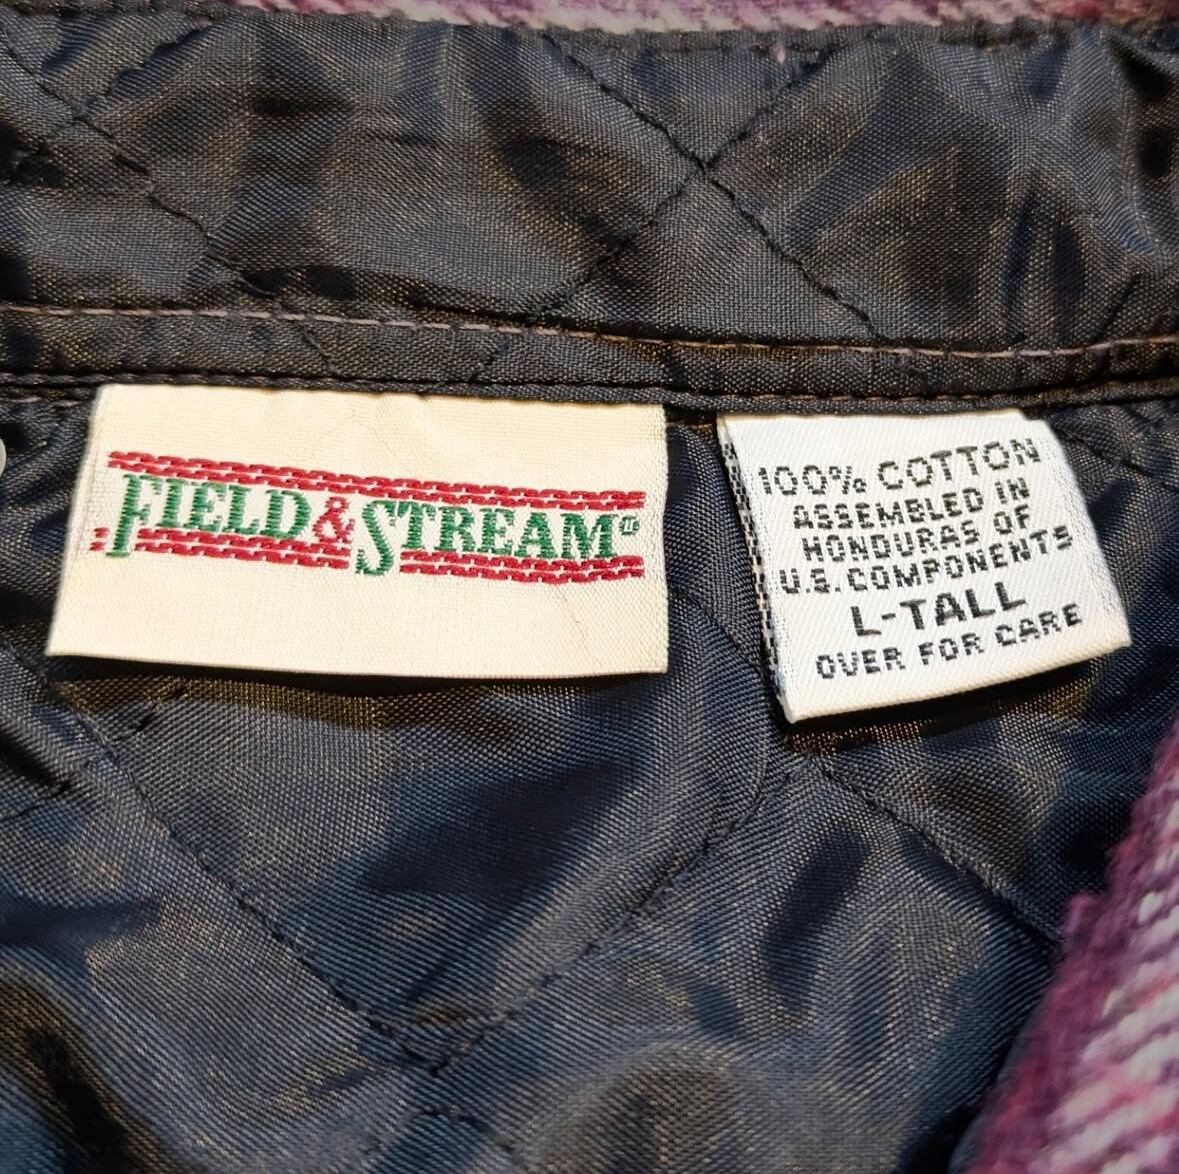 FIELD & STREAM
100% COTTON
ASSEMBLED IN
HONDURAS OF
U.S. COMPONENTS
L-TALL
OVER FOR CARE